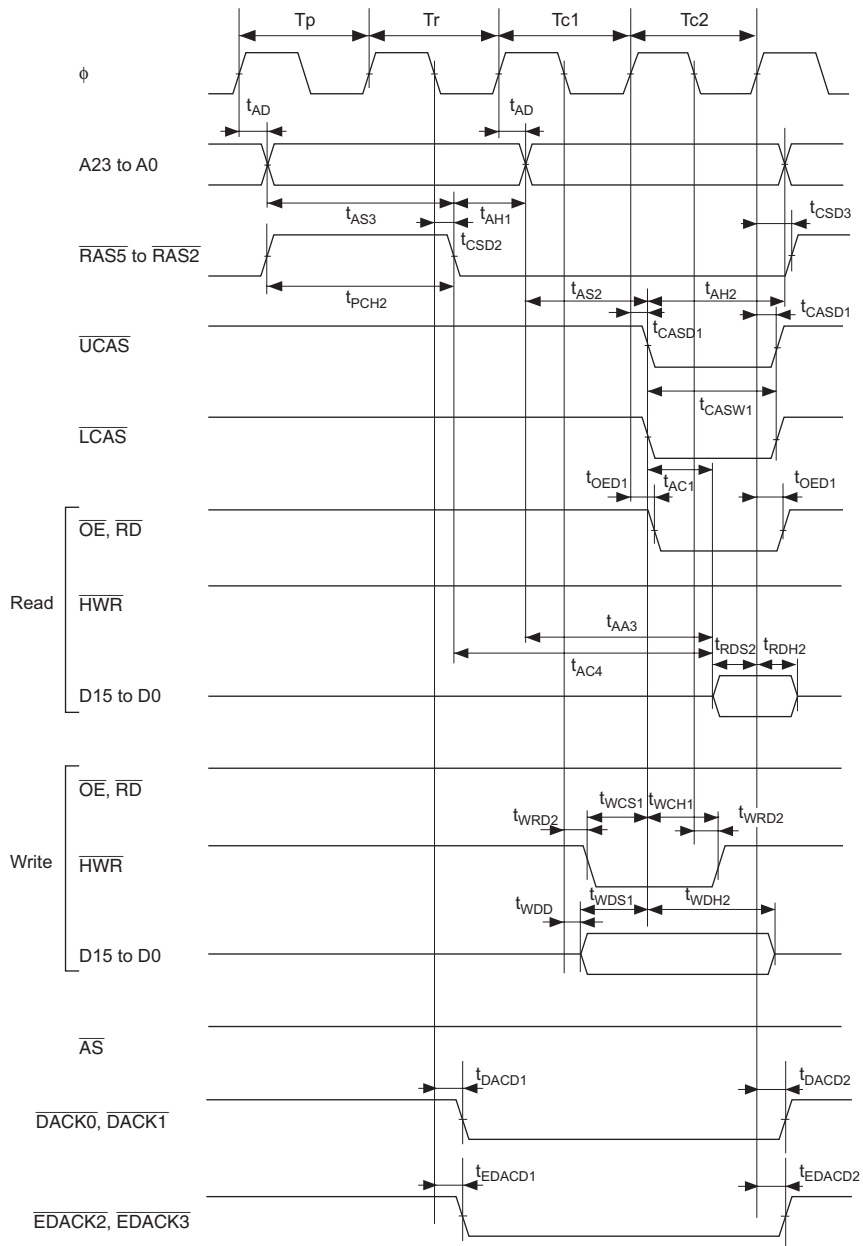 Tp Tr Tc1 Tc2
ϕ
tAD tAD
A23 to A0
tAS3 tAH1 tCSD3
tCSD2
RAS5 to RAS2
tPCH2 tAS2 tAH2
tCASD1 tCASD1
UCAS
tCASW1
LCAS
tOED1 tAC1 tOED1
OE, RD
Read
HWR
tAA3
tRDS2 tRDH2
tAC4
D15 to D0
OE, RD
tWCS1 tWCH1
tWRD2 tWRD2
Write
HWR
tWDD tWDS1 tWDH2
D15 to D0
AS
tDACD1 tDACD2
DACK0, DACK1
tEDACD1 tEDACD2
EDACK2, EDACK3